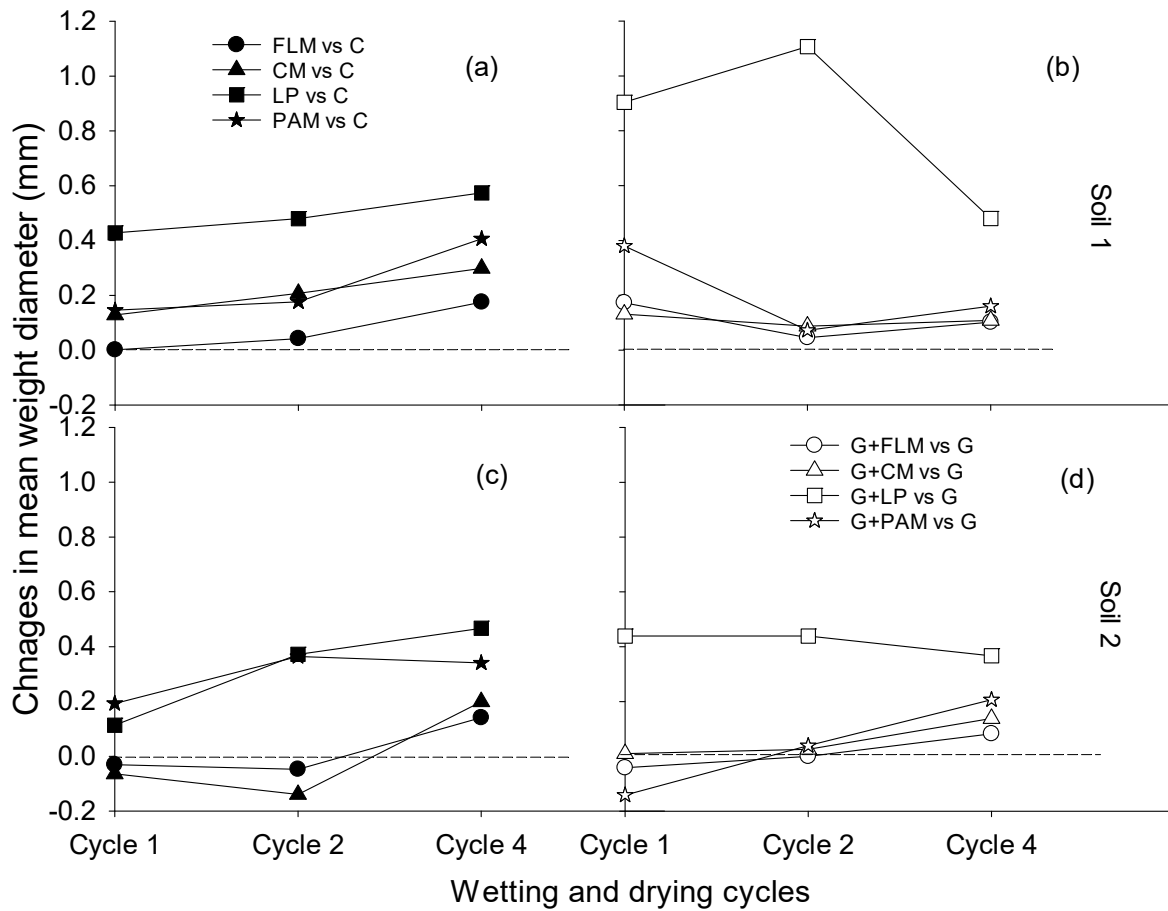 Chnages in mean weight diameter (mm)
1.2
1.0
0.8
0.6
0.4
0.2
0.0
-0.2
FLM vs C
CM vs C
LP vs C
PAM vs C
(a)
(b)
Soil 1
1.2
1.0
0.8
0.6
0.4
0.2
0.0
-0.2
(c)
G+FLM vs G
G+CM vs G
G+LP vs G
G+PAM vs G
(d)
Soil 2
Cycle 1
Cycle 2
Cycle 4
Cycle 1
Cycle 2
Cycle 4
Wetting and drying cycles